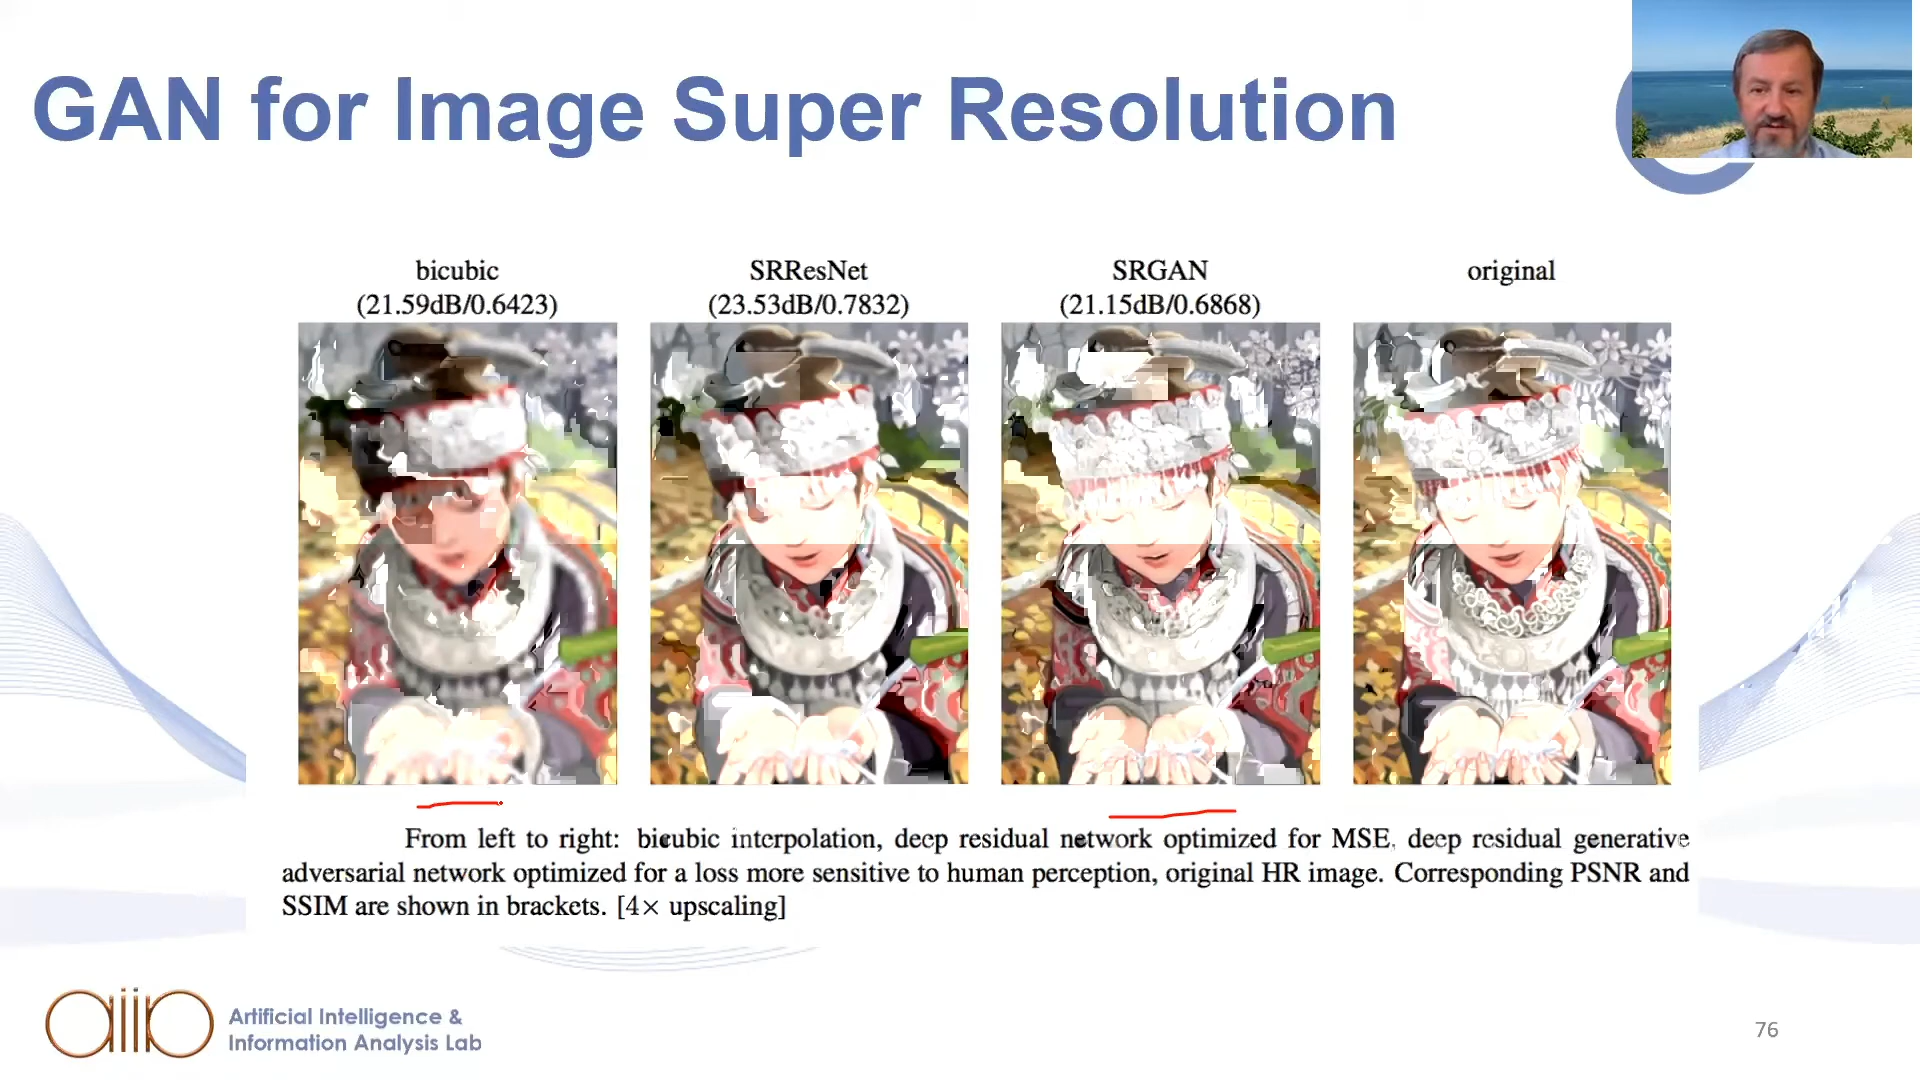 GAN for Image Super Resolution
bicubic
(21.59dB/0.6423)
SRResNet
(23.53dB/0.7832)
SRGAN
(21.15dB/0.6868)
original
From left to right: bicubic interpolation, deep residual network optimized for MSE, deep residual generative
adversarial network optimized for a loss more sensitive to human perception, original HR image. Corresponding PSNR and
SSIM are shown in brackets. [4× upscaling]
aiia
Artificial Intelligence &
Information Analysis Lab
76